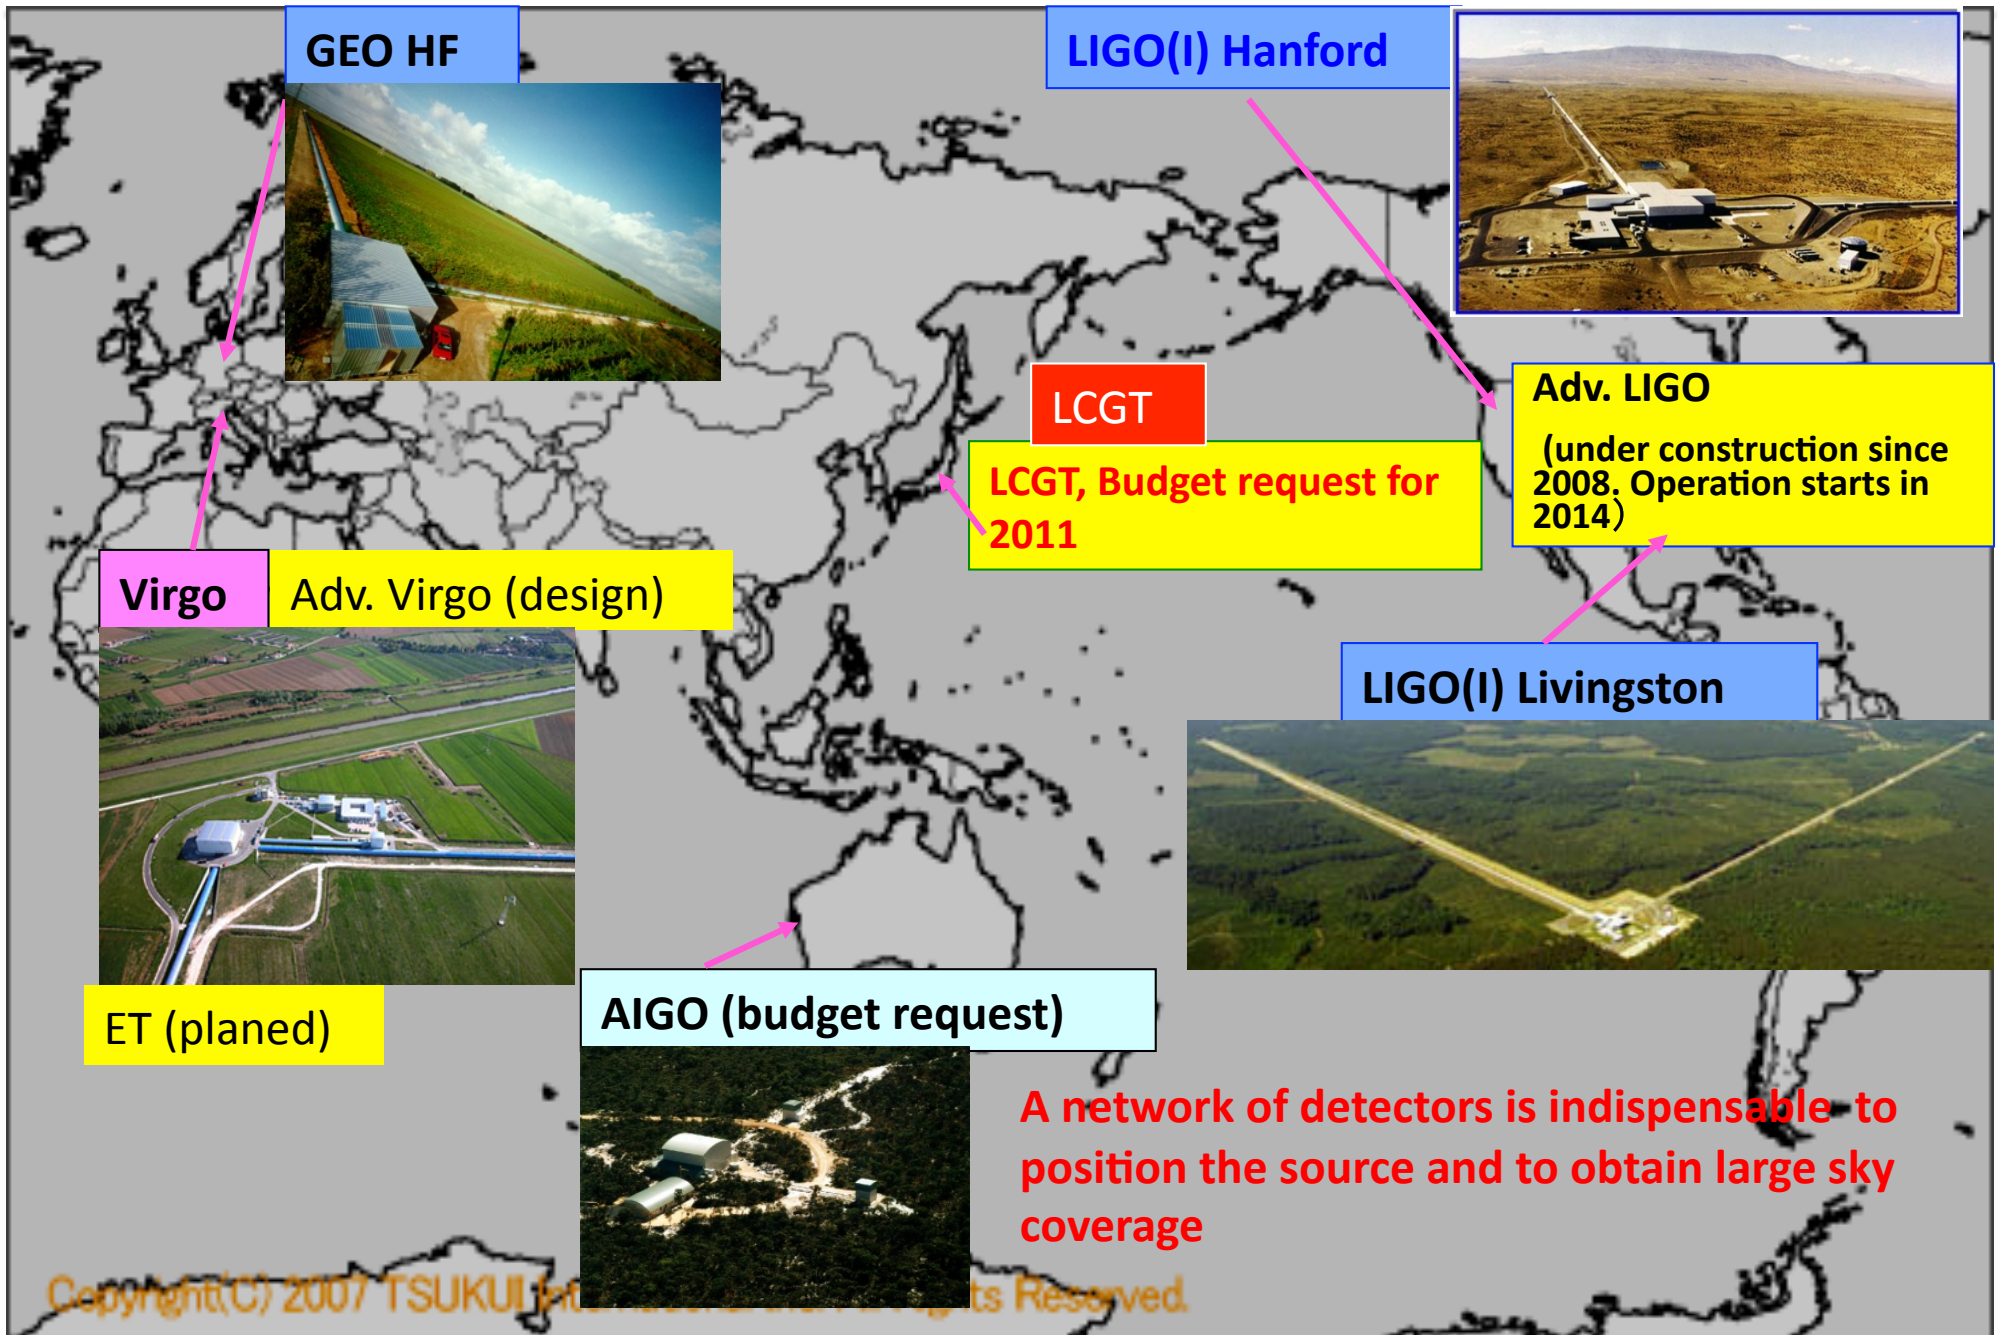 GEO HF
LIGO(I) Hanford
LCGT
LCGT, Budget request for
2011
Adv. LIGO
(under construction since
2008. Operation starts in
2014）
Virgo
Adv. Virgo (design)
LIGO(I) Livingston
ET (planed)
AIGO (budget request)
A network of detectors is indispensable to
position the source and to obtain large sky
coverage
Copyright(C) 2007 TSUKUI Reserved.